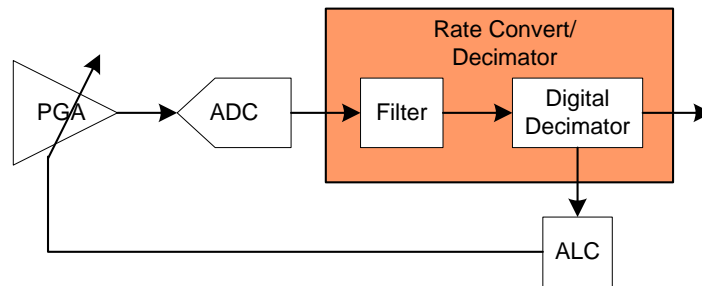 Rate Convert/
Decimator
PGA
ADC
Filter
Digital
Decimator
ALC